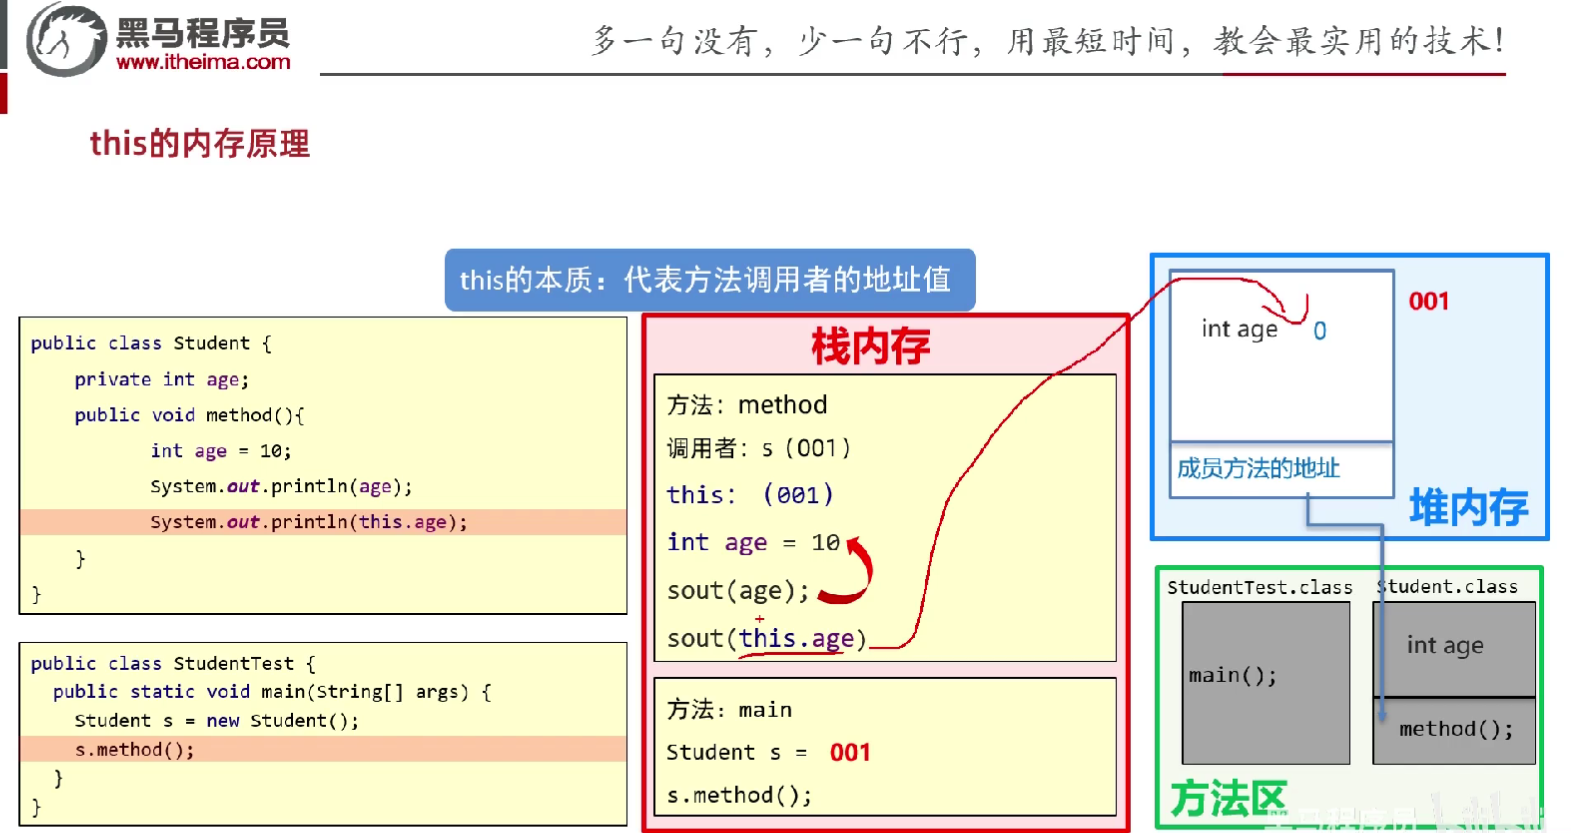 黑马程序员
www.itheima.com
多一句没有，少一句不行，用最短时间，教会最实用的技术！
this的内存原理
this的本质：代表方法调用者的地址值
public class Student {
private int age;
public void method(){
int age = 10;
System.out.println(age);
System.out.println(this.age);
}
}
public class StudentTest {
public static void main(String[] args) {
Student s = new Student();
s.method();
}
}
栈内存
方法：method
调用者：s（001）
this：（001）
int age = 10
sout(age);
sout(this.age)
方法：main
Student s = 001
s.method();
int age 0
001
成员方法的地址
堆内存
StudentTest.class
main();
Student.class
int age
method();
方法区
黑马程序员